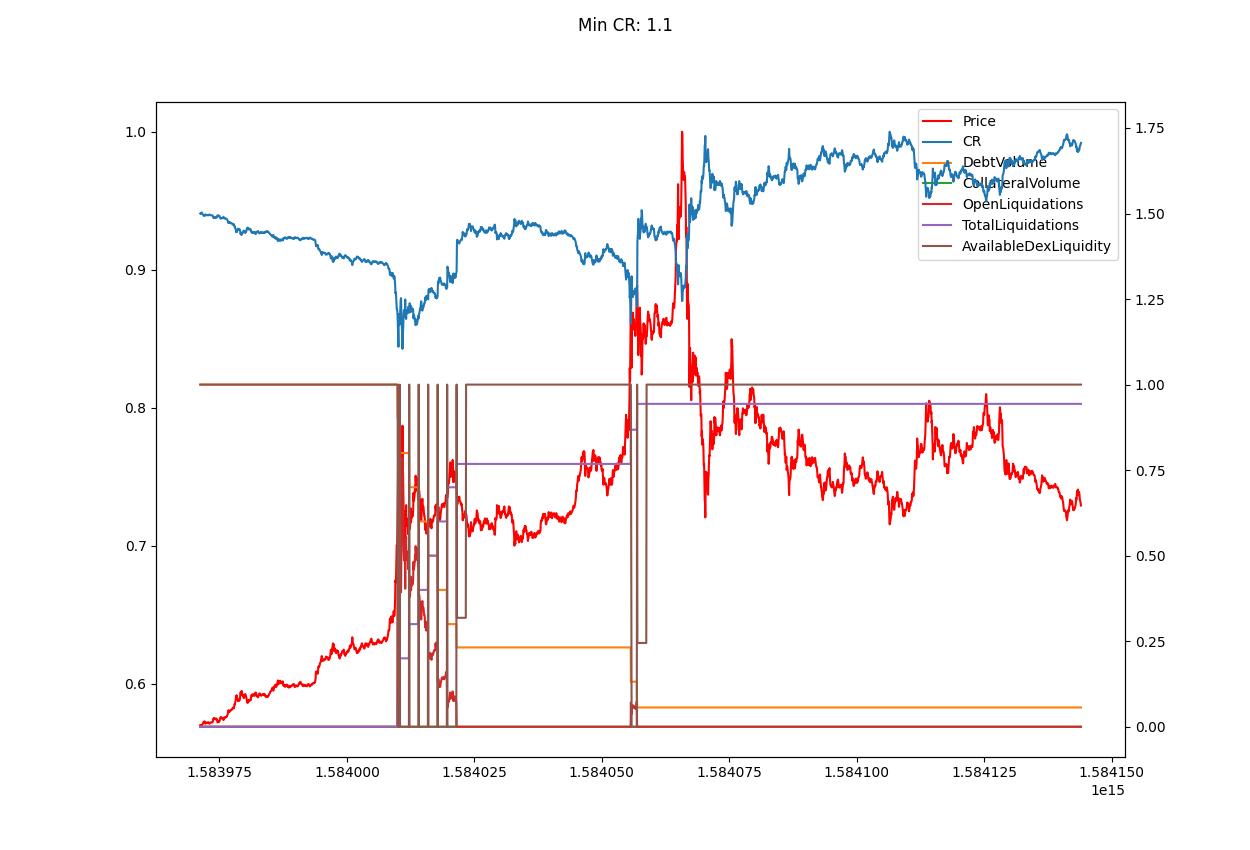 Min CR: 1.1
1.0
0.9
0.8
0.7
0.6
1.75
1.50
1.25
1.00
0.75
0.50
0.25
0.00
Price
CR
DebtVolume
CollateralVolume
OpenLiquidations
TotalLiquidations
AvailableDexLiquidity
1.583975 1.584000 1.584025 1.584050 1.584075 1.584100 1.584125 1.584150
1e15